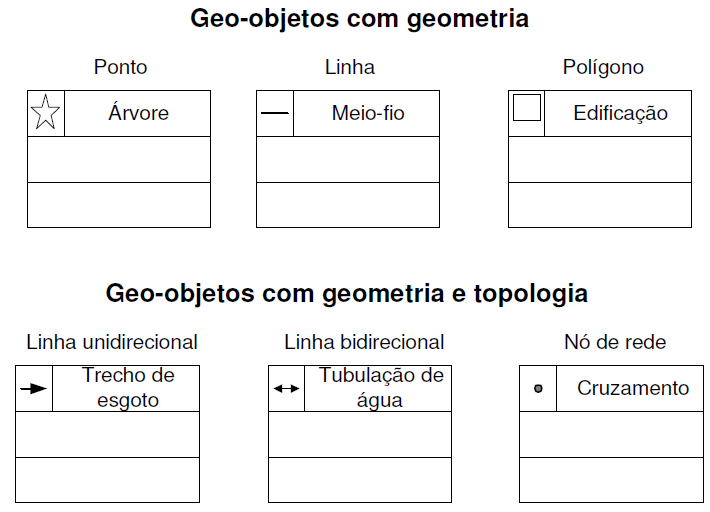 Geo-objetos com geometria
Ponto
Linha
Polígono
Árvore
Meio-fio
Edificação
Geo-objetos com geometria e topologia
Linha unidirecional
Linha bidirecional
Nó de rede
Trecho de
esgoto
Tubulação de
água
Cruzamento